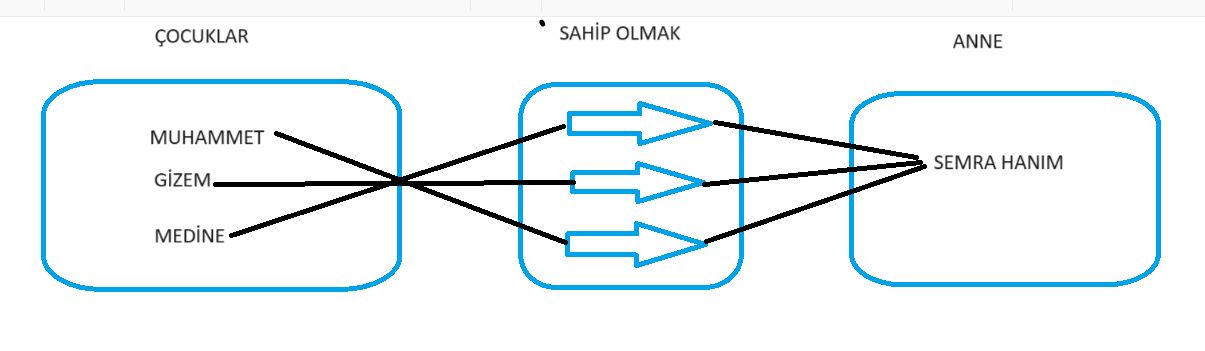 ÇOCUKLAR
SAHİP OLMAK
ANNE
MUHAMMET
GİZEM
MEDİNE
SEMRA HANIM